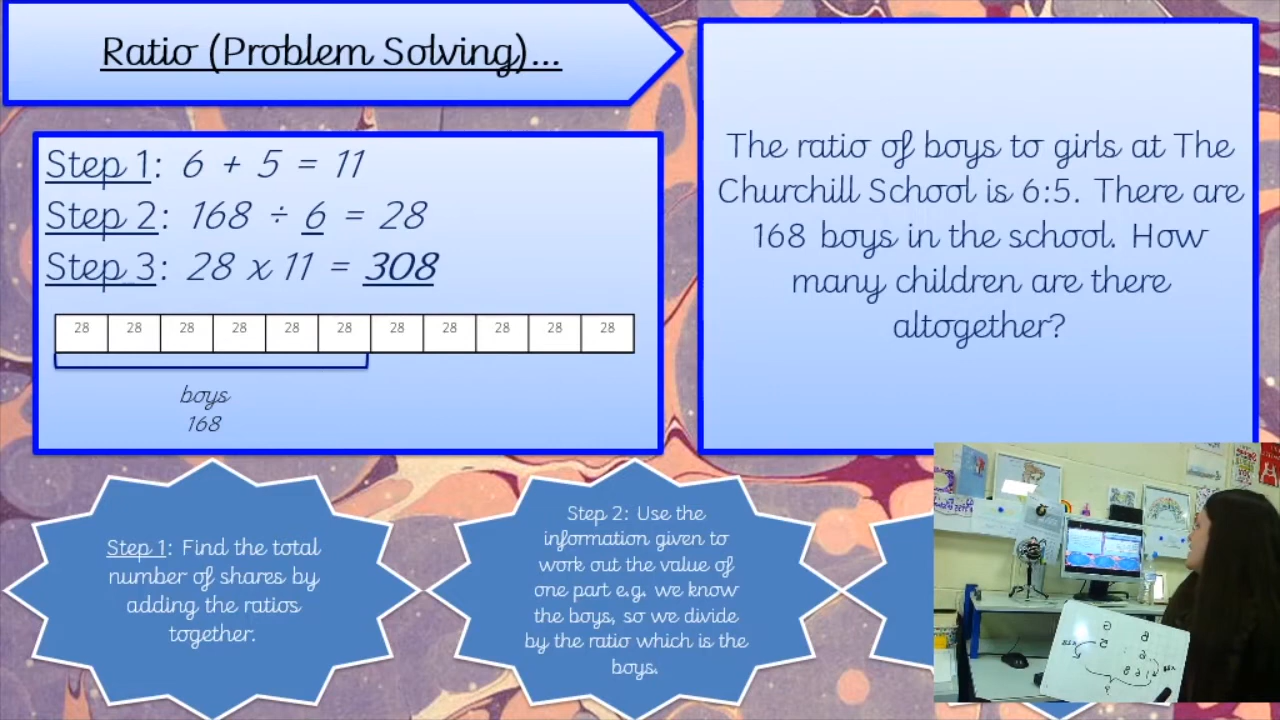 Ratio (Problem Solving)...
Step 1: 6 + 5 = 11
Step 2: 168 ÷ 6 = 28
Step 3: 28 x 11 = 308
28 28 28 28 28 28 28 28 28 28 28
boys
168
The ratio of boys to girls at The
Churchill School is 6:5. There are
168 boys in the school. How
many children are there
altogether?
Step 1: Find the total
number of shares by
adding the ratios
together.
Step 2: Use the
information given to
work out the value of
one part e.g. we know
the boys, so we divide
by the ratio which is the
boys.